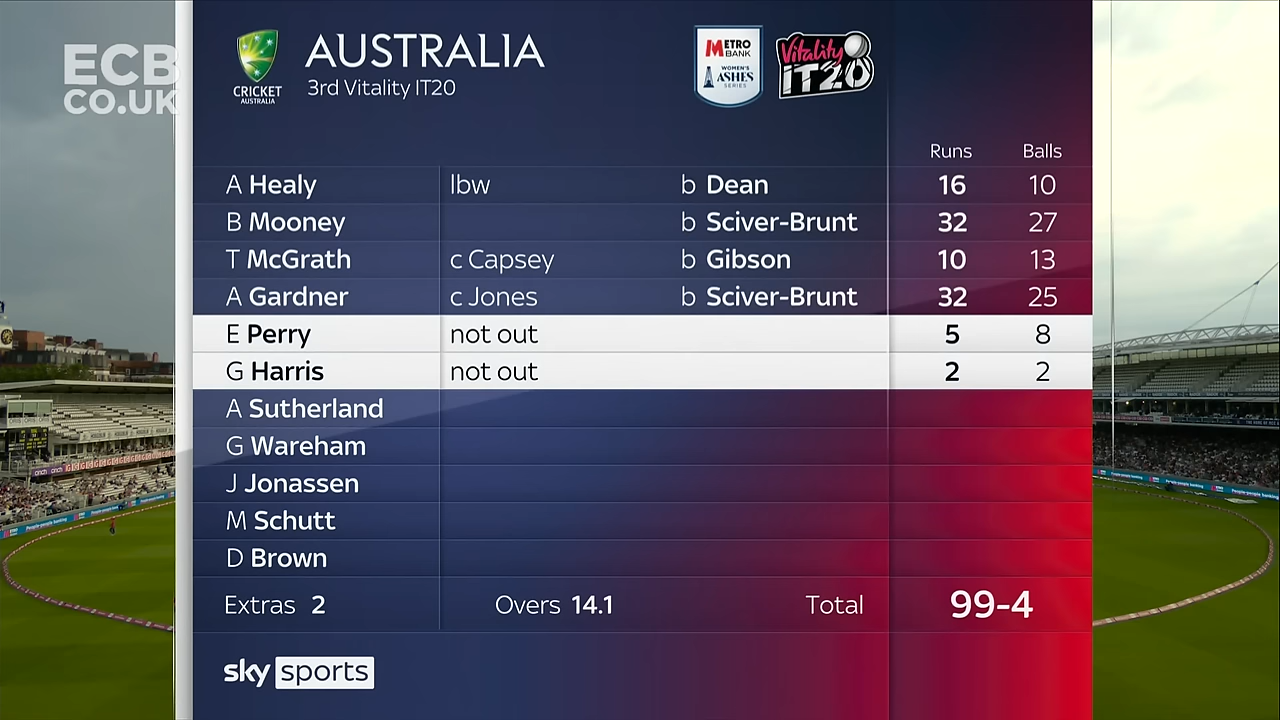 ECB
CO.UK
CRICKET
AUSTRALIA
AUSTRALIA
3rd Vitality IT20
METRO
BANK
WOMEN'S
ASHES
SERIES
Vitality
IT20
Runs Balls
A Healy lbw b Dean 16 10
B Mooney b Sciver-Brunt 32 27
T McGrath c Capsey b Gibson 10 13
A Gardner c Jones b Sciver-Brunt 32 25
E Perry not out 5 8
G Harris not out 2 2
A Sutherland
G Wareham
J Jonassen
M Schutt
D Brown
Extras 2 Overs 14.1 Total 99-4
sky sports